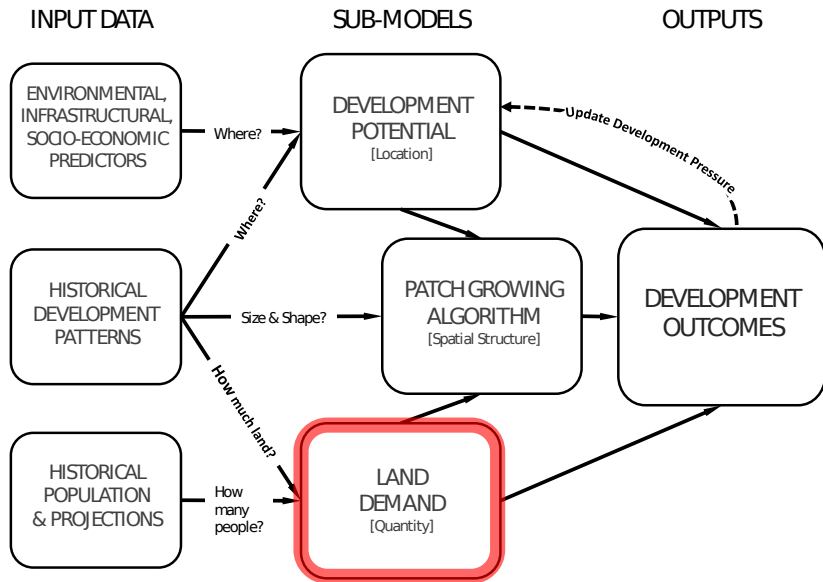 INPUT DATA
SUB-MODELS
OUTPUTS
ENVIRONMENTAL,
INFRASTRUCTURAL,
SOCIO-ECONOMIC
PREDICTORS
Where?
DEVELOPMENT
POTENTIAL
[Location]
Update Development Pressure
Where?
HISTORICAL
DEVELOPMENT
PATTERNS
Size & Shape?
PATCH GROWING
ALGORITHM
[Spatial Structure]
DEVELOPMENT
OUTCOMES
How much land?
HISTORICAL
POPULATION
& PROJECTIONS
How
many
people?
LAND
DEMAND
[Quantity]